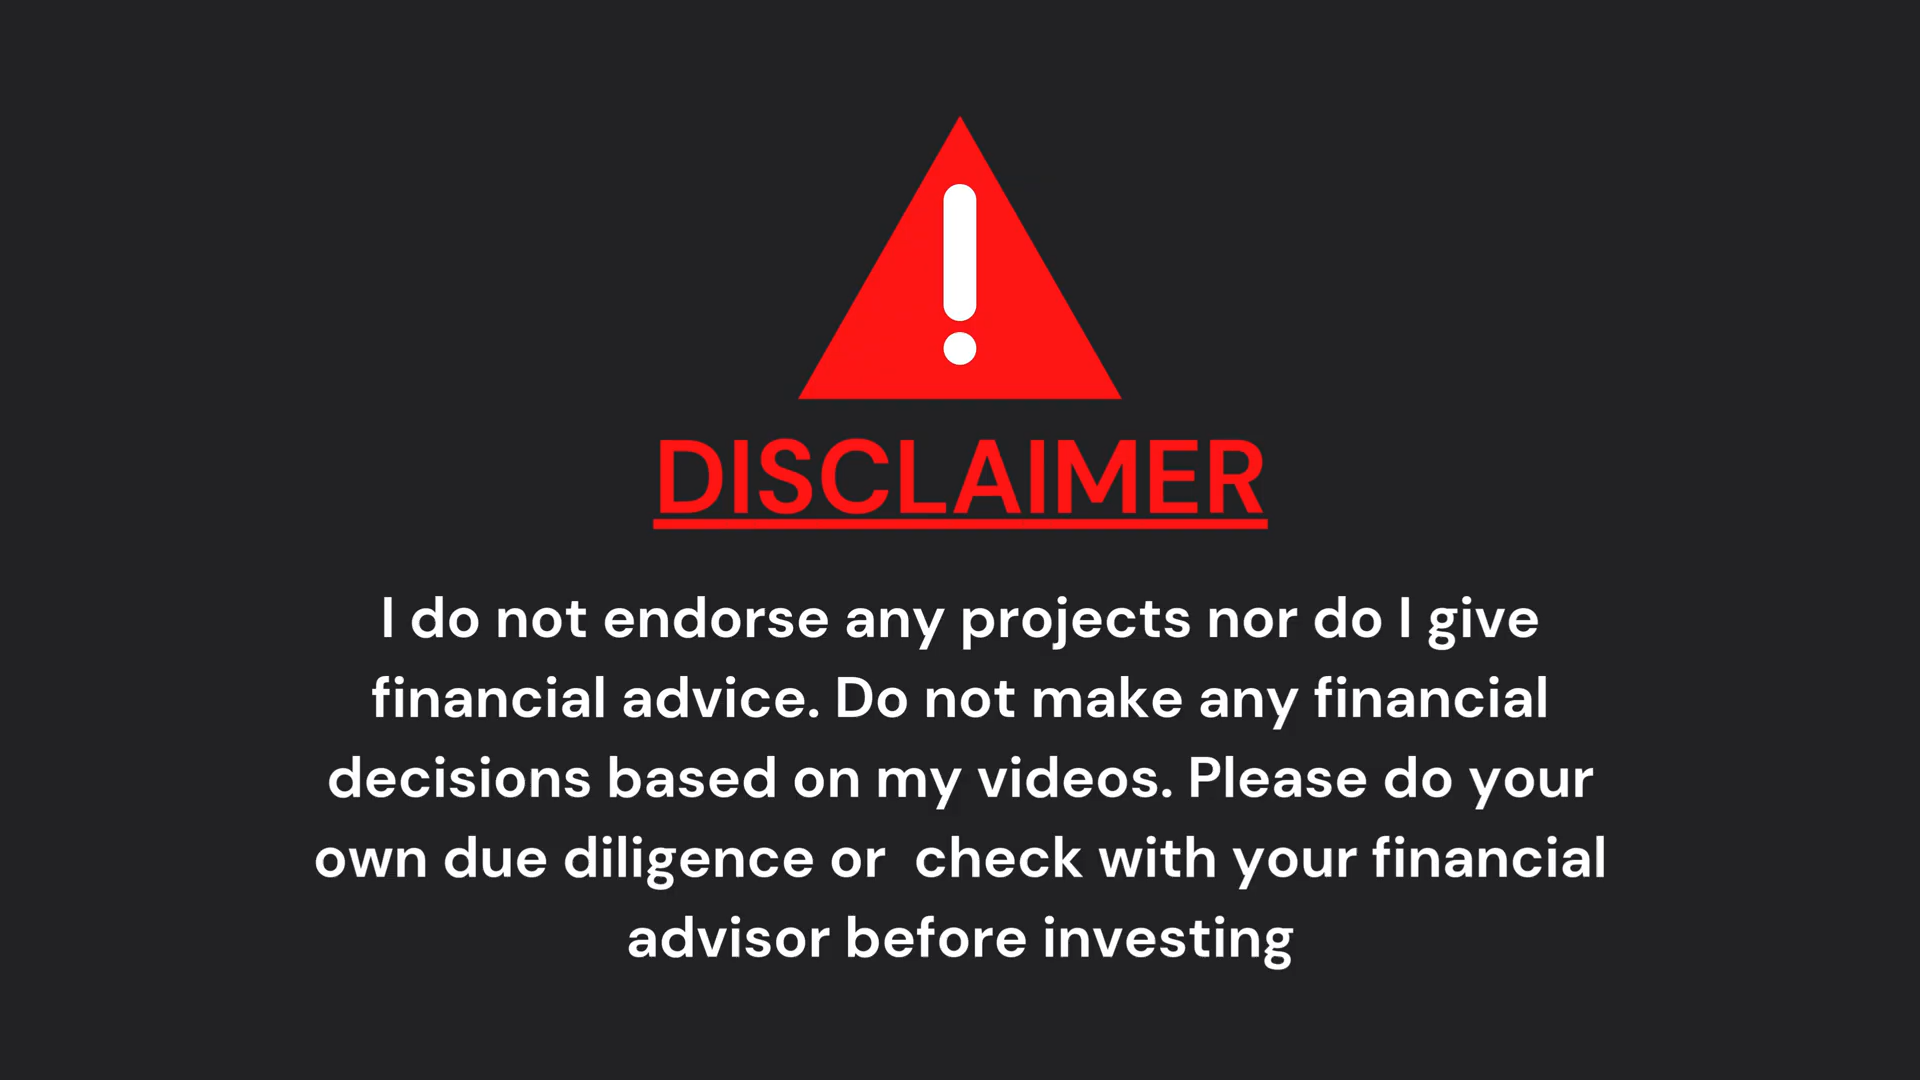 DISCLAIMER
I do not endorse any projects nor do I give
financial advice. Do not make any financial
decisions based on my videos. Please do your
own due diligence or  check with your financial
advisor before investing